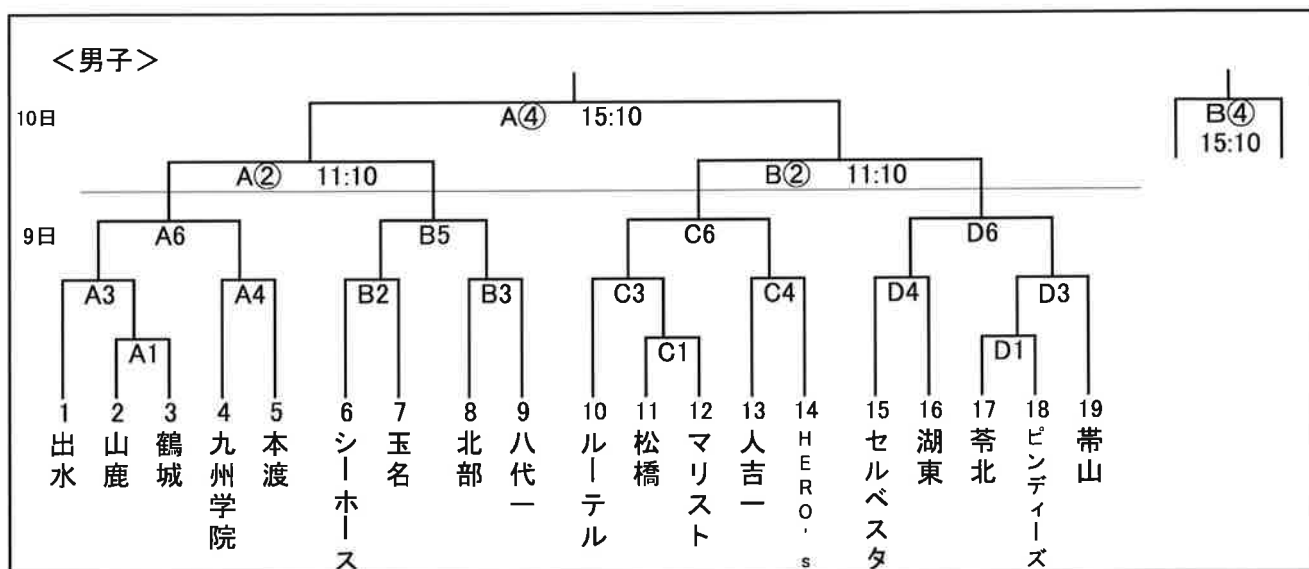 ＜男子＞
10日
A④ 15:10
B④
15:10
A② 11:10
B② 11:10
9日
A6
B5
C6
D6
A3
A4
B2
B3
C3
C4
D4
D3
A1
C1
D1
1 出水
2 山鹿
3 鶴城
4 九州学院
5 本渡
6 シーホース
7 玉名
8 北部
9 八代一
10 ルーテル
11 松橋
12 マリスト
13 人吉一
14 HERO's
15 セルベスタ
16 湖東
17 苓北
18 ピンディーズ
19 帯山